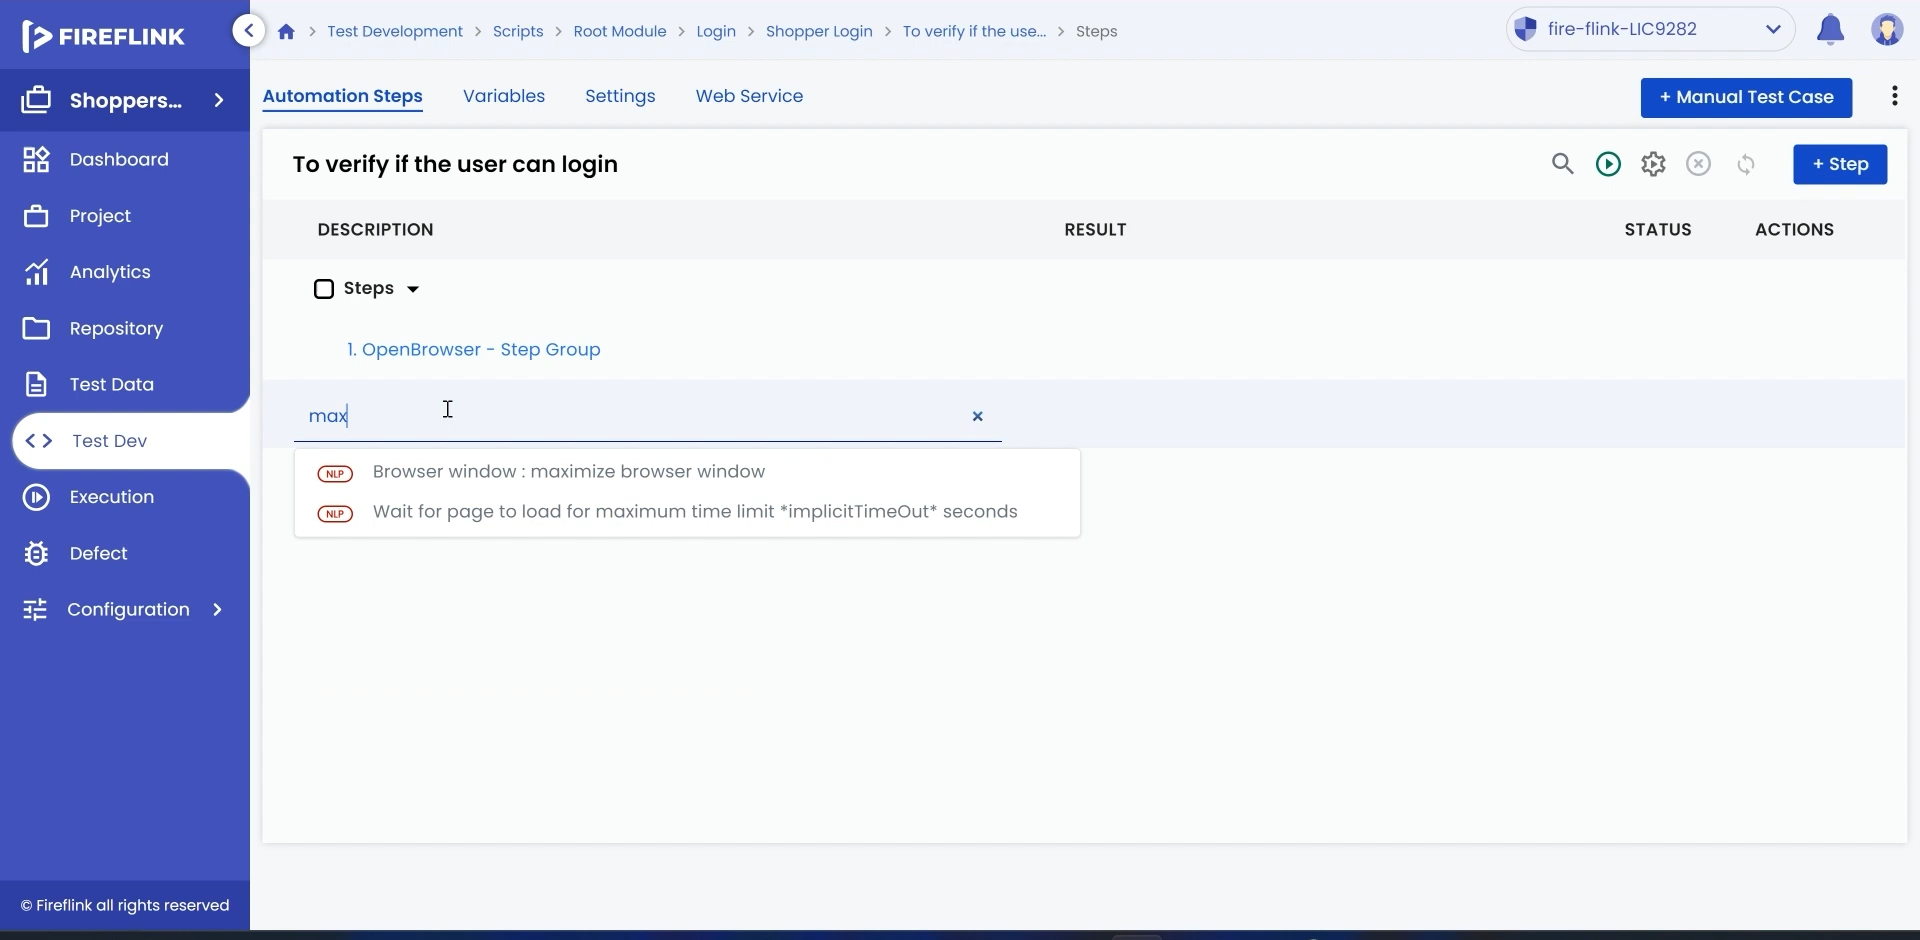 FIREFLINK
Test Development > Scripts > Root Module > Login > Shopper Login > To verify if the use... > Steps
fire-flink-LIC9282
Shoppers...
Automation Steps
Variables
Settings
Web Service
+ Manual Test Case
Dashboard
Project
Analytics
Repository
Test Data
Test Dev
Execution
Defect
Configuration
To verify if the user can login
+ Step
DESCRIPTION
RESULT
STATUS
ACTIONS
Steps
1. OpenBrowser - Step Group
max
NLP Browser window : maximize browser window
NLP Wait for page to load for maximum time limit *implicitTimeOut* seconds
© Fireflink all rights reserved